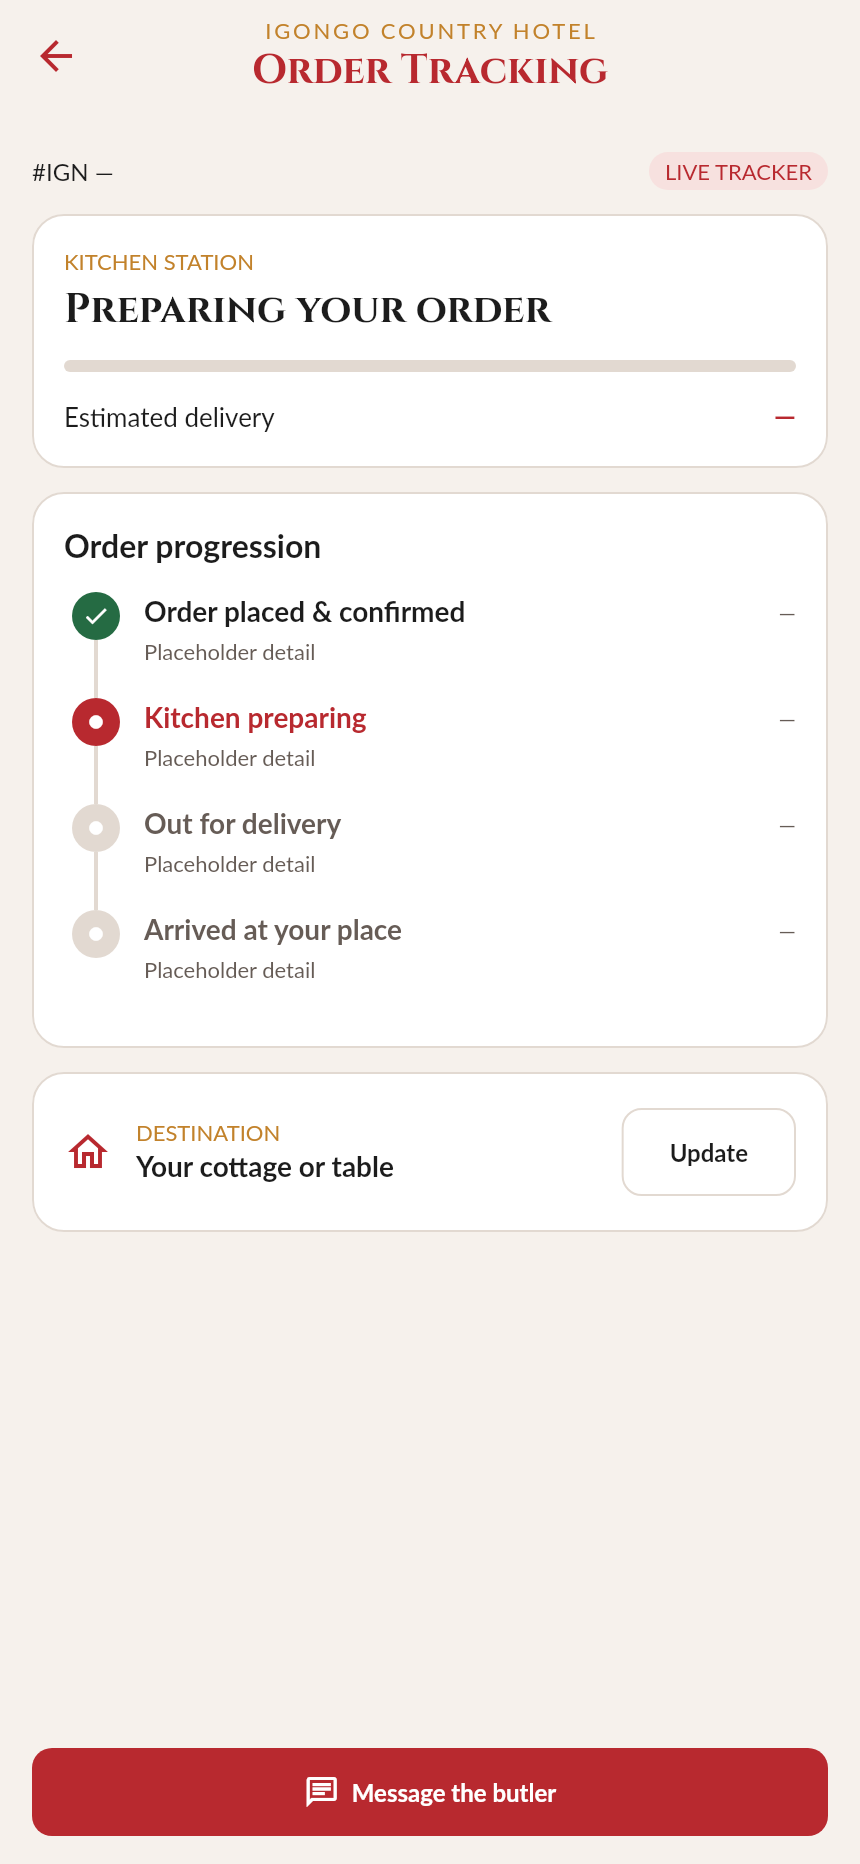 IGONGO COUNTRY HOTEL
Order Tracking
#IGN —
LIVE TRACKER
KITCHEN STATION
Preparing your order
Estimated delivery —
Order progression
Order placed & confirmed —
Placeholder detail
Kitchen preparing —
Placeholder detail
Out for delivery —
Placeholder detail
Arrived at your place —
Placeholder detail
DESTINATION
Your cottage or table
Update
Message the butler